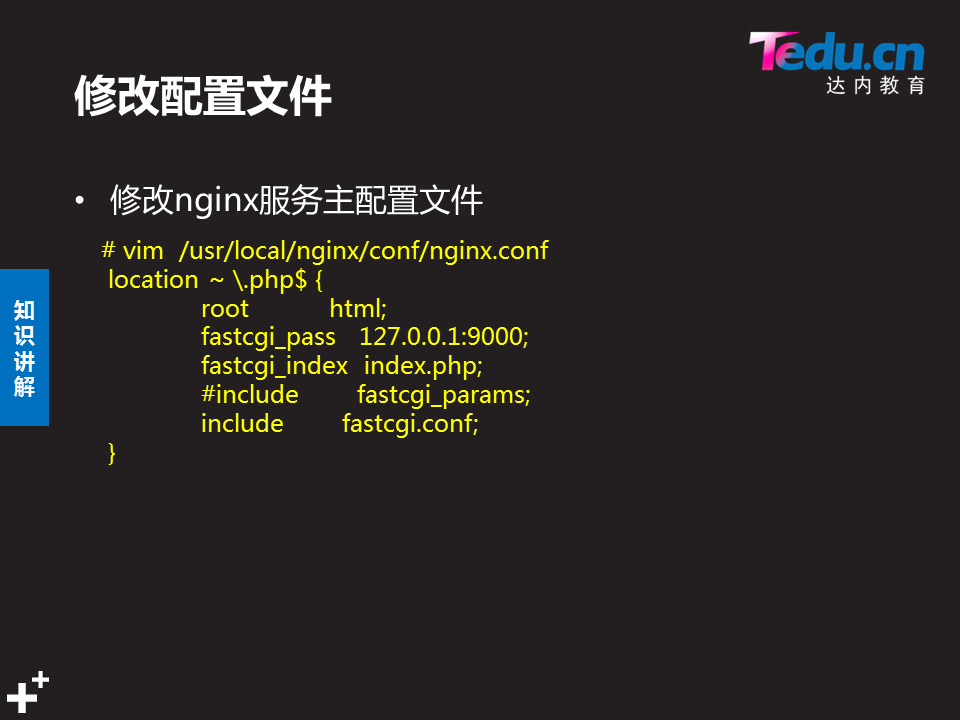 Tedu.cn
达内教育
修改配置文件
• 修改nginx服务主配置文件
# vim /usr/local/nginx/conf/nginx.conf
location ~ \.php$ {
root html;
fastcgi_pass 127.0.0.1:9000;
fastcgi_index index.php;
#include fastcgi_params;
include fastcgi.conf;
}
知识讲解